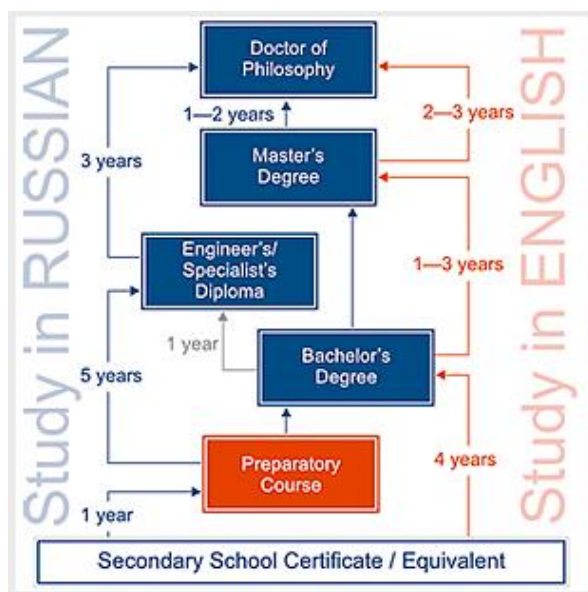 Study in RUSSIAN
Study in ENGLISH
Doctor of
Philosophy
1—2 years
2—3 years
3 years
Master's
Degree
Engineer's/
Specialist's
Diploma
1—3 years
1 year
Bachelor's
Degree
5 years
Preparatory
Course
4 years
1 year
Secondary School Certificate / Equivalent